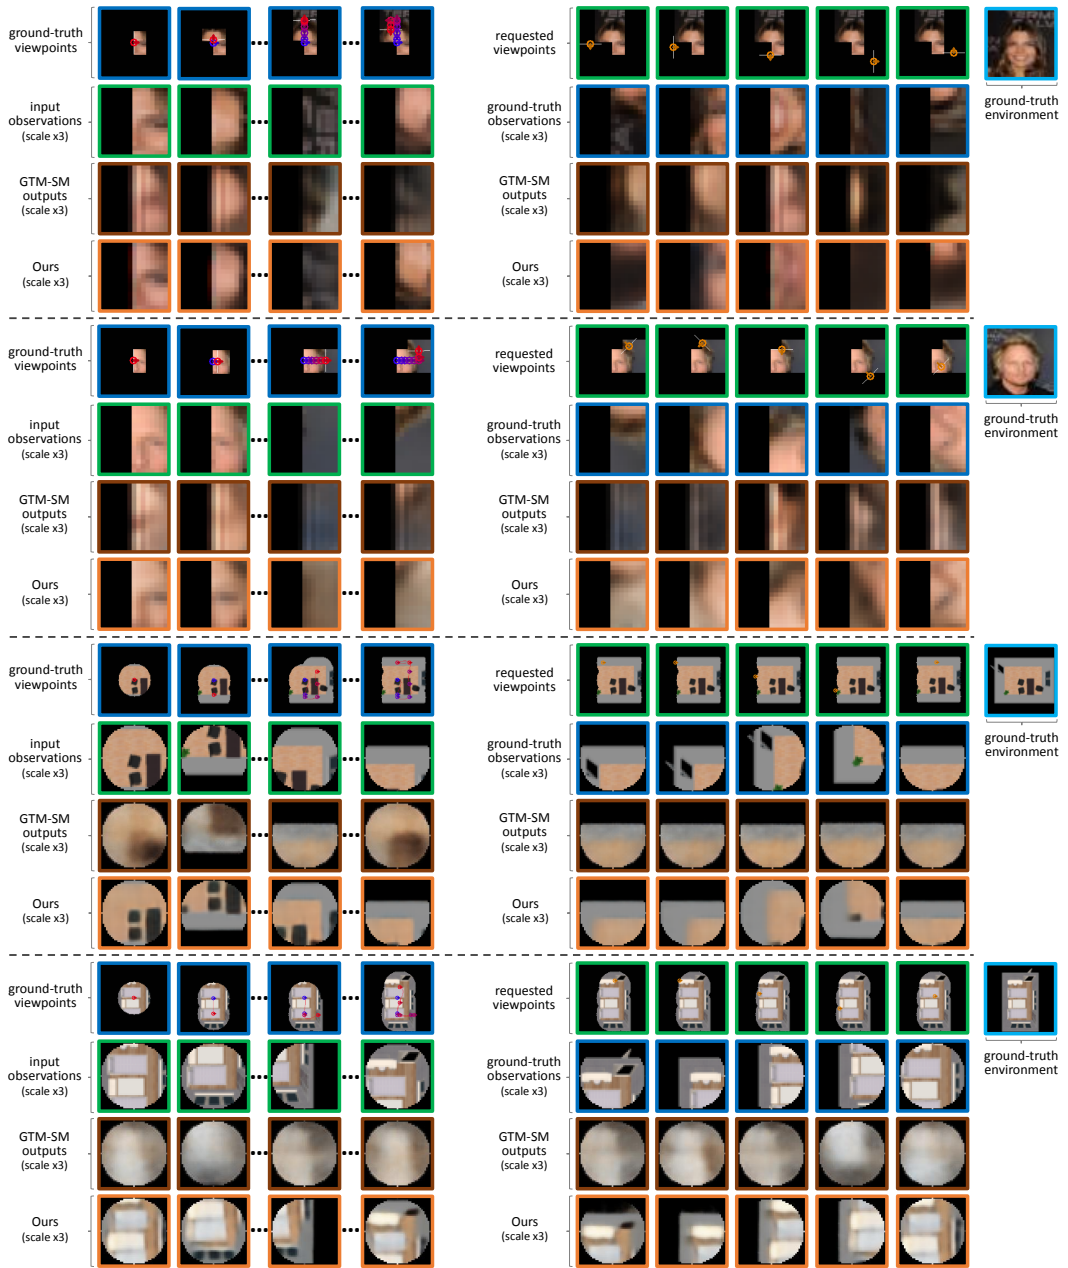 ground-truth
viewpoints
requested
viewpoints
input
observations
(scale x3)
ground-truth
observations
(scale x3)
ground-truth
environment
GTM-SM
outputs
(scale x3)
GTM-SM
outputs
(scale x3)
Ours
(scale x3)
Ours
(scale x3)
ground-truth
viewpoints
requested
viewpoints
input
observations
(scale x3)
ground-truth
observations
(scale x3)
ground-truth
environment
GTM-SM
outputs
(scale x3)
GTM-SM
outputs
(scale x3)
Ours
(scale x3)
Ours
(scale x3)
ground-truth
viewpoints
requested
viewpoints
input
observations
(scale x3)
ground-truth
observations
(scale x3)
ground-truth
environment
GTM-SM
outputs
(scale x3)
GTM-SM
outputs
(scale x3)
Ours
(scale x3)
Ours
(scale x3)
ground-truth
viewpoints
requested
viewpoints
input
observations
(scale x3)
ground-truth
observations
(scale x3)
ground-truth
environment
GTM-SM
outputs
(scale x3)
GTM-SM
outputs
(scale x3)
Ours
(scale x3)
Ours
(scale x3)